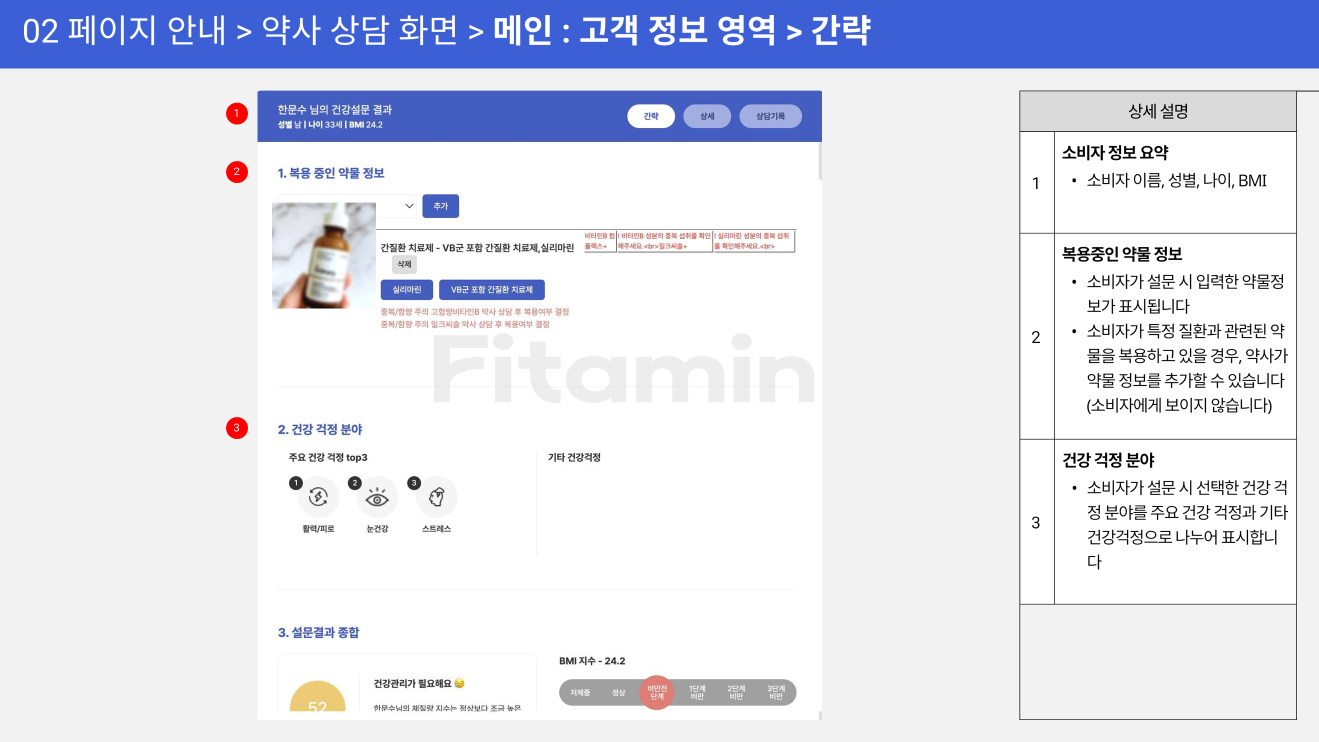 02 페이지 안내 > 약사 상담 화면 > 메인 : 고객 정보 영역 > 간략
1
한문수 님의 건강설문 결과
성별 남 | 나이 33세 | BMI 24.2
간략
상세
상담기록
2
1. 복용 중인 약물 정보
추가
간질환 치료제 - VB군 포함 간질환 치료제,실리마린
삭제
비타민B 컴플렉스+
| 비타민B 성분의 중복 섭취를 확인해주세요.<br>밀크씨슬+
| 실리마린 성분의 중복 섭취를 확인해주세요.<br>
실리마린
VB군 포함 간질환 치료제
중복/함량 주의 고함량비타민B 약사 상담 후 복용여부 결정
중복/함량 주의 밀크씨슬 약사 상담 후 복용여부 결정
Fitamin
3
2. 건강 걱정 분야
주요 건강 걱정 top3
기타 건강걱정
1
2
3
활력/피로
눈건강
스트레스
3. 설문결과 종합
52
건강관리가 필요해요 😥
한문수님의 체질량 지수는 정상보다 조금 높은
BMI 지수 - 24.2
저체중
정상
비만전
단계
1단계
비만
2단계
비만
3단계
비만
상세 설명
1
소비자 정보 요약
• 소비자 이름, 성별, 나이, BMI
2
복용중인 약물 정보
• 소비자가 설문 시 입력한 약물정
보가 표시됩니다
• 소비자가 특정 질환과 관련된 약
물을 복용하고 있을 경우, 약사가
약물 정보를 추가할 수 있습니다
(소비자에게 보이지 않습니다)
3
건강 걱정 분야
• 소비자가 설문 시 선택한 건강 걱
정 분야를 주요 건강 걱정과 기타
건강걱정으로 나누어 표시합니
다